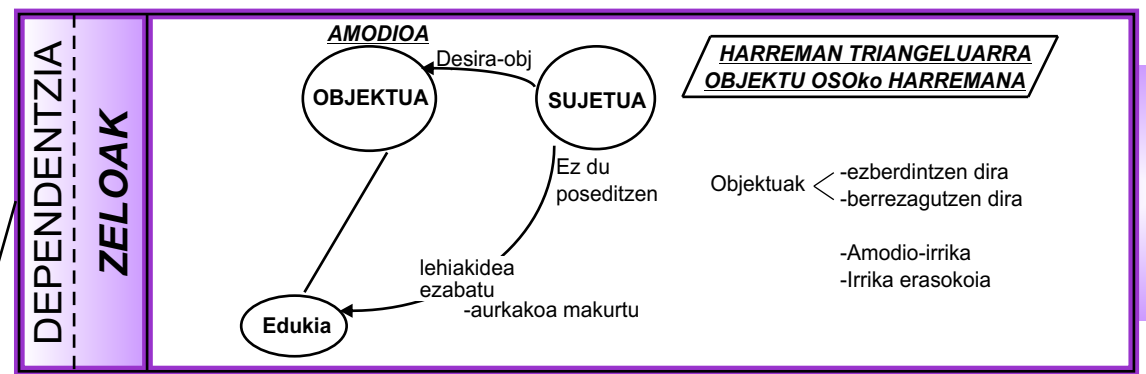 DEPENDENTZIA
ZELOAK
AMODIOA
Desira-obj
OBJEKTUA
SUJETUA
Ez du
poseditzen
lehiakidea
ezabatu
-aurkakoa makurtu
Edukia
HARREMAN TRIANGELUARRA
OBJEKTU OSOko HARREMANA
Objektuak
-ezberdintzen dira
-berrezagutzen dira
-Amodio-irrika
-Irrika erasokoia